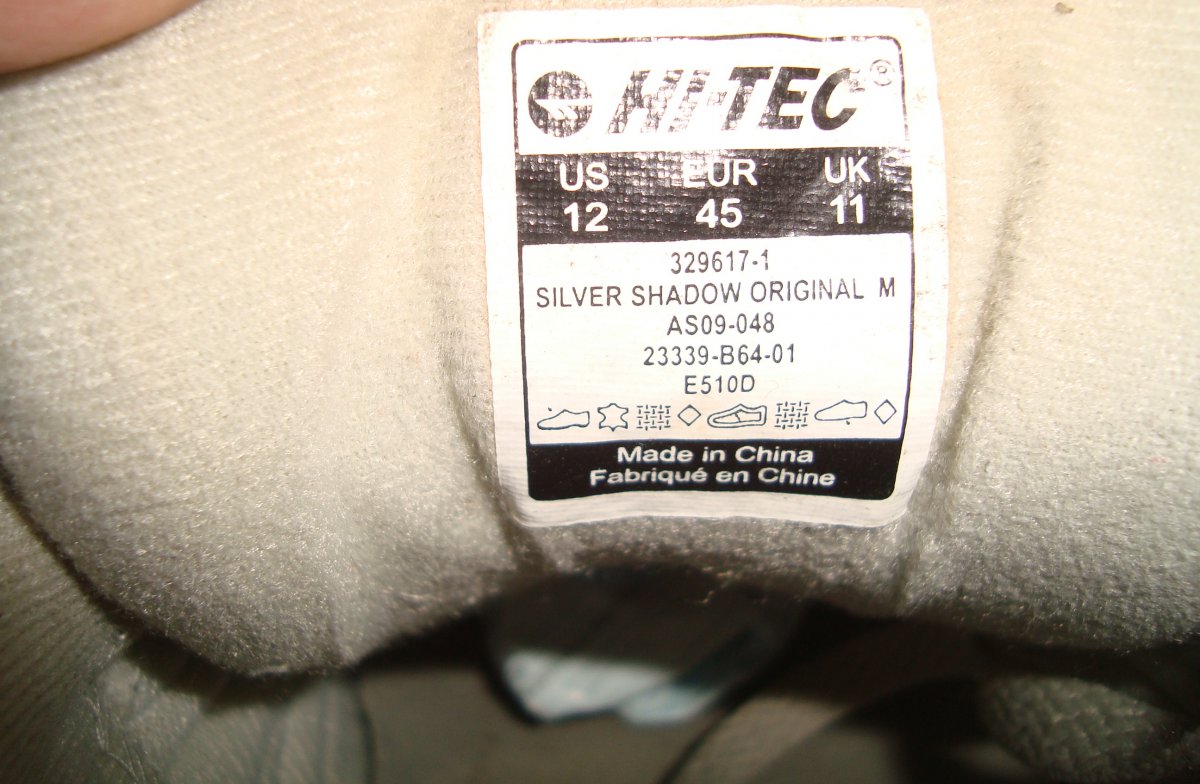 HI-TEC®
US EUR UK
12 45 11
329617-1
SILVER SHADOW ORIGINAL M
AS09-048
23339-B64-01
E510D
Made in China
Fabriqué en Chine